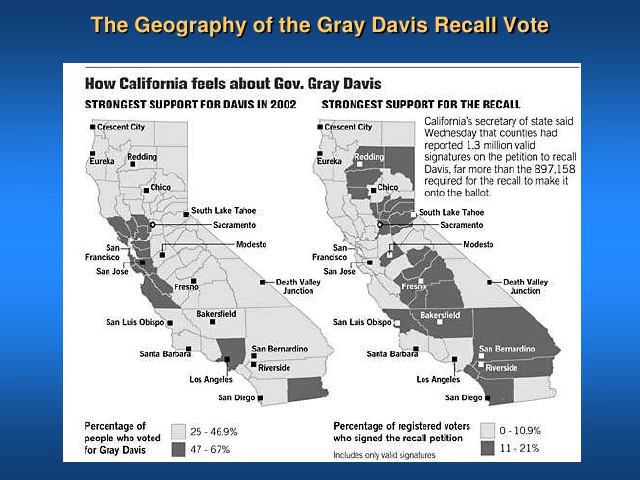 The Geography of the Gray Davis Recall Vote
How California feels about Gov. Gray Davis
STRONGEST SUPPORT FOR DAVIS IN 2002
Crescent City
Eureka
Redding
Chico
South Lake Tahoe
Sacramento
San
Francisco
Modesto
San Jose
Fresno
Death Valley
Junction
San Luis Obispo
Bakersfield
Santa Barbara
San Bernardino
Riverside
Los Angeles
San Diego
Percentage of
people who voted
for Gray Davis
25 - 46.9%
47 - 67%
STRONGEST SUPPORT FOR THE RECALL
California's secretary of state said
Wednesday that counties had
reported 1.3 million valid
signatures on the petition to recall
Davis, far more than the 897,158
required for the recall to make it
onto the ballot.
Crescent City
Eureka
Redding
Chico
South Lake Tahoe
Sacramento
San
Francisco
Modesto
San Jose
Fresno
Death Valley
Junction
San Luis Obispo
Bakersfield
Santa Barbara
San Bernardino
Riverside
Los Angeles
San Diego
Percentage of registered voters
who signed the recall petition
Includes only valid signatures
0 - 10.9%
11 - 21%